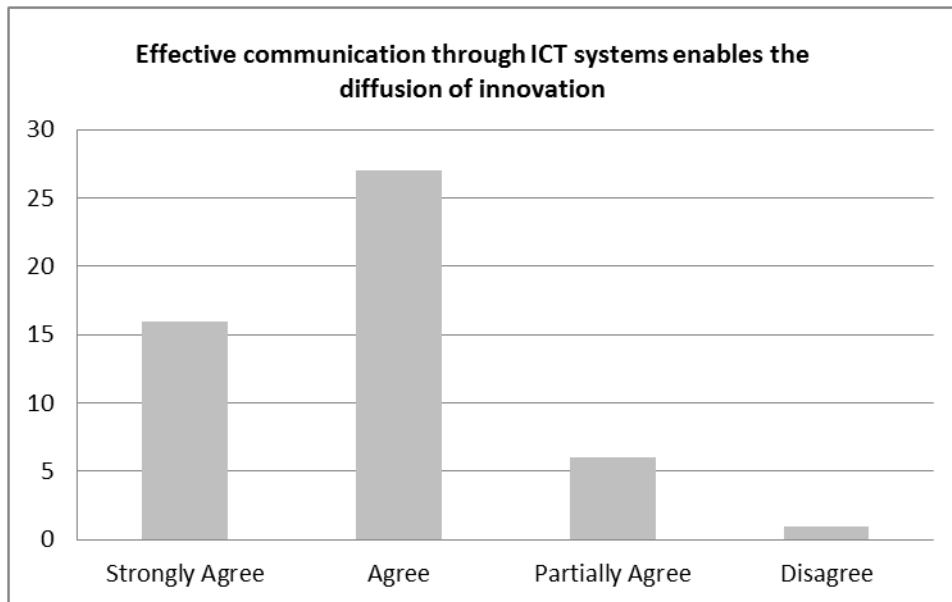 Effective communication through ICT systems enables the
diffusion of innovation
30
25
20
15
10
5
0
Strongly Agree
Agree
Partially Agree
Disagree